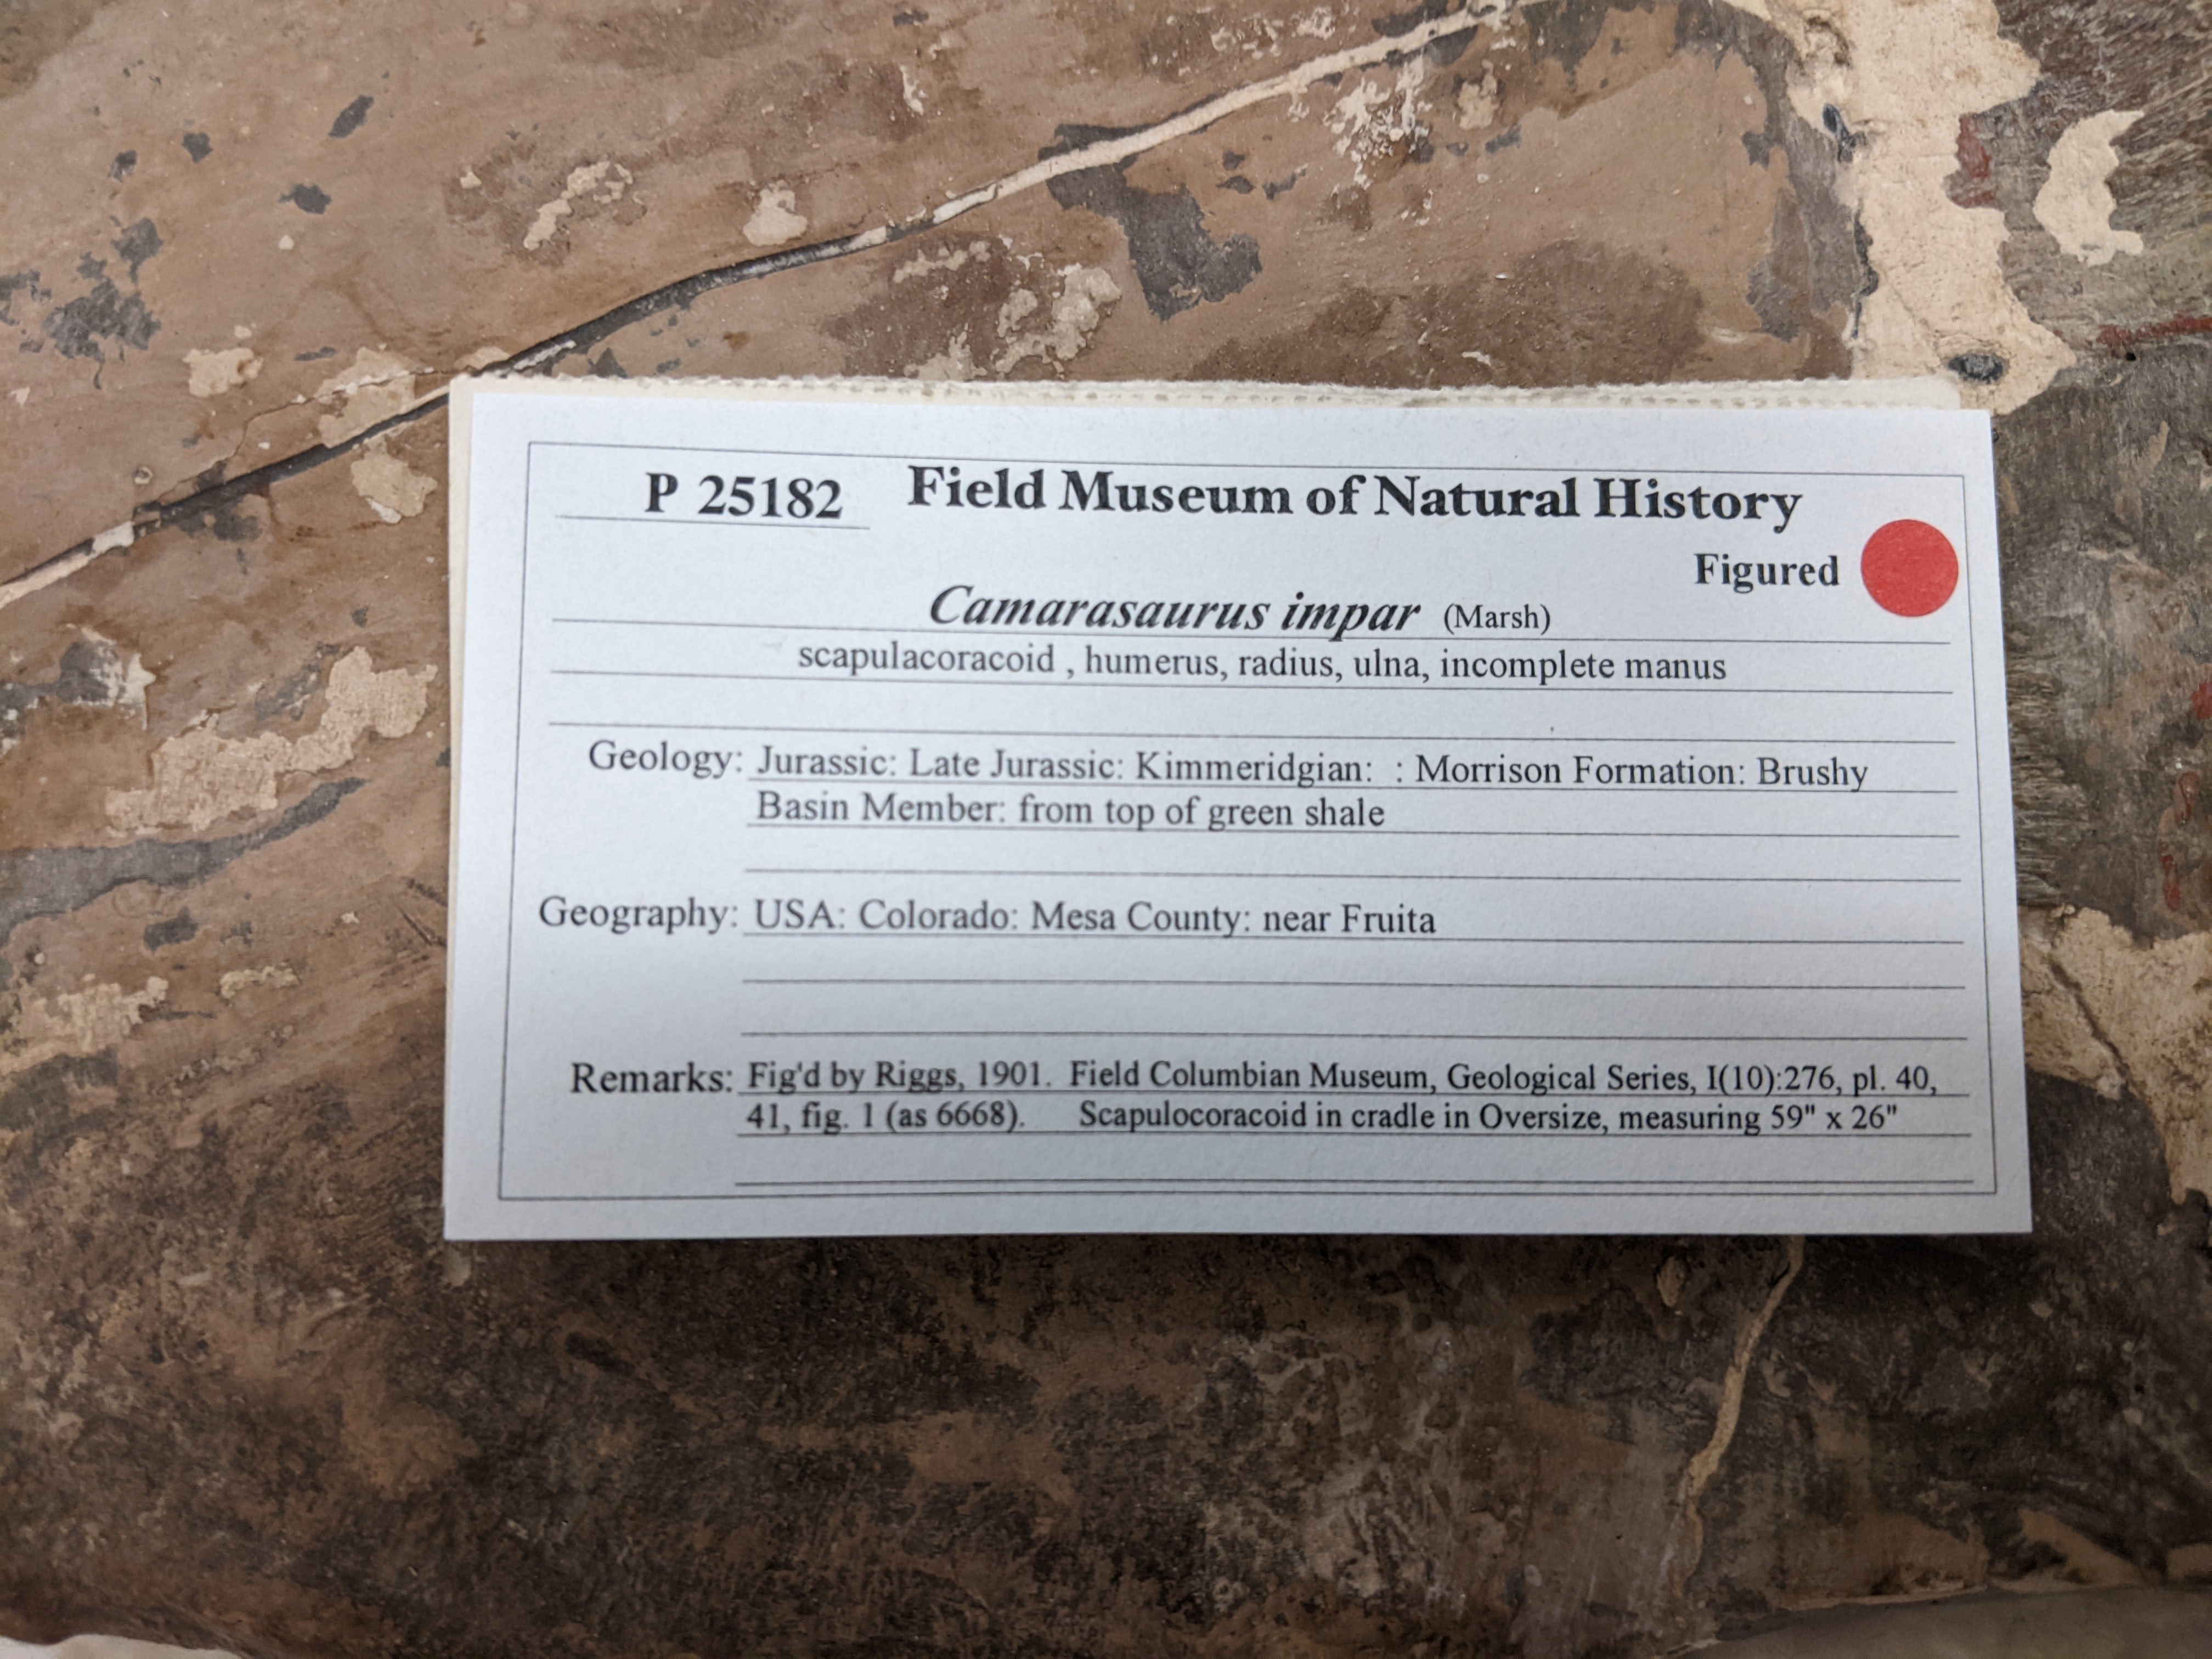 P 25182 Field Museum of Natural History
Figured
Camarasaurus impar (Marsh)
scapulacoracoid , humerus, radius, ulna, incomplete manus
Geology: Jurassic: Late Jurassic: Kimmeridgian: : Morrison Formation: Brushy
Basin Member: from top of green shale
Geography: USA: Colorado: Mesa County: near Fruita
Remarks: Fig'd by Riggs, 1901. Field Columbian Museum, Geological Series, I(10):276, pl. 40,
41, fig. 1 (as 6668). Scapulocoracoid in cradle in Oversize, measuring 59" x 26"